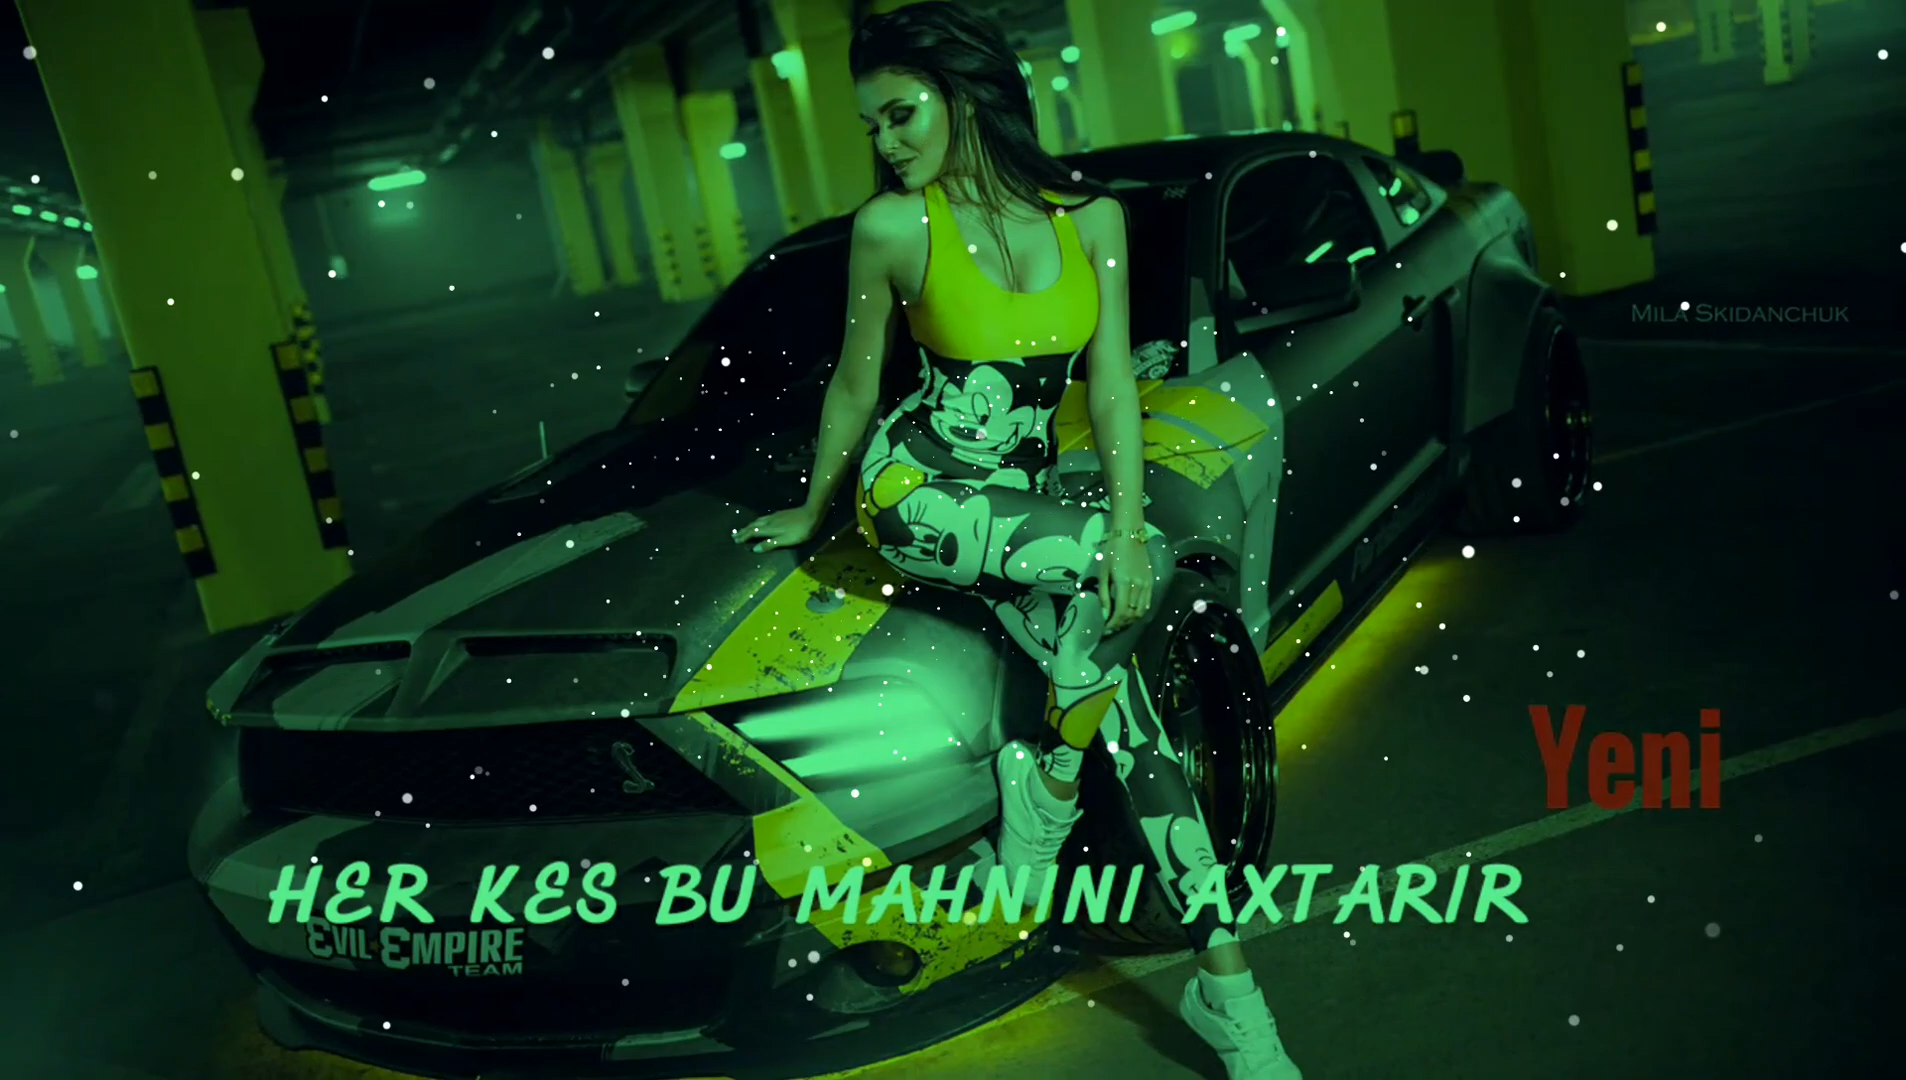 MILA SKIDANCHUK
Yeni
HER KES BU MAHNINI AXTARIR
EVIL EMPIRE
TEAM